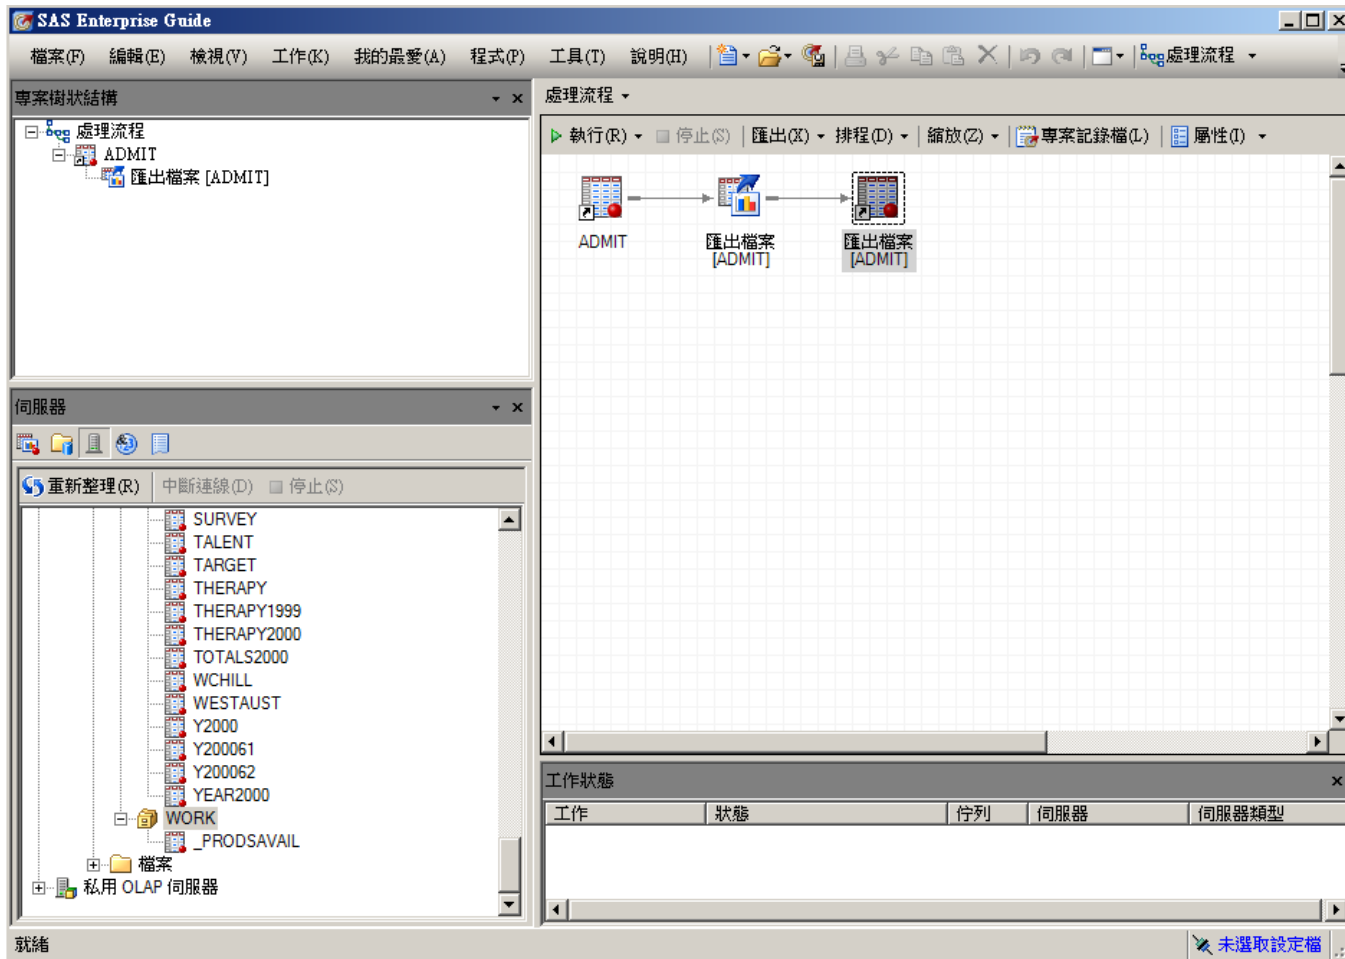 SAS Enterprise Guide
檔案(F) 編輯(E) 檢視(V) 工作(K) 我的最愛(A) 程式(P) 工具(T) 說明(H) 處理流程
專案樹狀結構
處理流程
ADMIT
匯出檔案 [ADMIT]
伺服器
重新整理(R) 中斷連線(D) 停止(S)
SURVEY
TALENT
TARGET
THERAPY
THERAPY1999
THERAPY2000
TOTALS2000
WCHILL
WESTAUST
Y2000
Y200061
Y200062
YEAR2000
WORK
_PRODSAVAIL
檔案
私用 OLAP 伺服器
處理流程
執行(R) 停止(S) 匯出(X) 排程(D) 縮放(Z) 專案記錄檔(L) 屬性(I)
ADMIT
匯出檔案
[ADMIT]
匯出檔案
[ADMIT]
工作狀態
工作 狀態 佇列 伺服器 伺服器類型
就緒
未選取設定檔